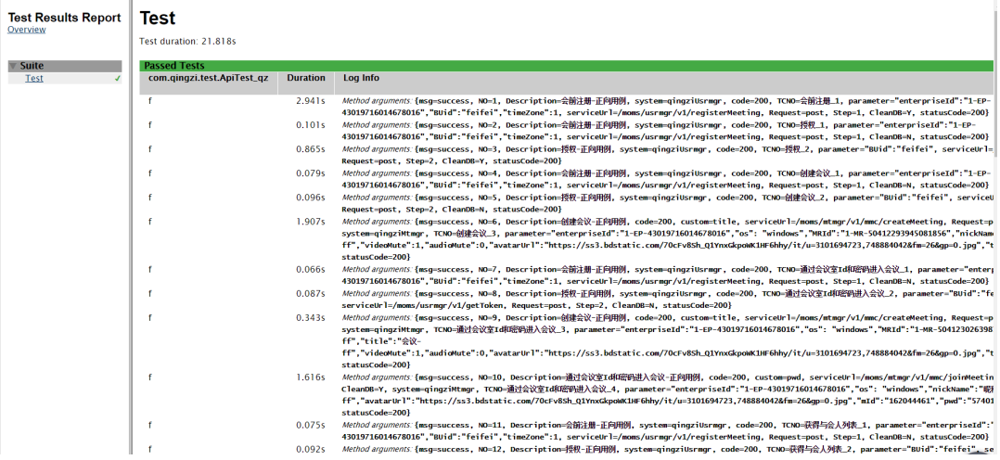 Test Results Report
Overview
Suite
Test
Test
Test duration: 21.818s
Passed Tests
com.qingzi.test.ApiTest_qz Duration Log Info
f 2.941s Method arguments: {msg=success, NO=1, Description=会前注册-正向用例, system=qingziUsrmgr, code=200, TCNO=会前注册_1, parameter="enterpriseId":"1-EP-
43019716014678016","BUid":"feifei","timeZone":1, serviceUrl=/moms/usrmgr/v1/registerMeeting, Request=post, Step=1, CleanDB=Y, statusCode=200}
f 0.101s Method arguments: {msg=success, NO=2, Description=会前注册-正向用例, system=qingziUsrmgr, code=200, TCNO=授权_1, parameter="enterpriseId":"1-EP-
43019716014678016","BUid":"feifei","timeZone":1, serviceUrl=/moms/usrmgr/v1/registerMeeting, Request=post, Step=1, CleanDB=N, statusCode=200}
f 0.865s Method arguments: {msg=success, NO=3, Description=授权-正向用例, system=qingziUsrmgr, code=200, TCNO=授权_2, parameter="BUid":"feifei", serviceUrl=
Request=post, Step=2, CleanDB=Y, statusCode=200}
f 0.079s Method arguments: {msg=success, NO=4, Description=会前注册-正向用例, system=qingziUsrmgr, code=200, TCNO=创建会议_1, parameter="enterpriseId":"1-EP-
43019716014678016","BUid":"feifei","timeZone":1, serviceUrl=/moms/usrmgr/v1/registerMeeting, Request=post, Step=1, CleanDB=N, statusCode=200}
f 0.096s Method arguments: {msg=success, NO=5, Description=授权-正向用例, system=qingziUsrmgr, code=200, TCNO=创建会议_2, parameter="BUid":"feifei", serviceU
Request=post, Step=2, CleanDB=N, statusCode=200}
f 1.907s Method arguments: {msg=success, NO=6, Description=创建会议-正向用例, code=200, custom=title, serviceUrl=/moms/mtmgr/v1/mmc/createMeeting, Request=p
system=qingziMtmgr, TCNO=创建会议_3, parameter="enterpriseId":"1-EP-43019716014678016","os": "windows","MRId":"1-MR-50412293945081856","nickNam
ff","videoMute":1,"audioMute":0,"avatarUrl":"https://ss3.bdstatic.com/70cFv8Sh_Q1YnxGkpoWK1HF6hhy/it/u=3101694723,748884042&fm=26&gp=0.jpg","t
statusCode=200}
f 0.066s Method arguments: {msg=success, NO=7, Description=会前注册-正向用例, system=qingziUsrmgr, code=200, TCNO=通过会议室Id和密码进入会议_1, parameter="enterp
43019716014678016","BUid":"feifei","timeZone":1, serviceUrl=/moms/usrmgr/v1/registerMeeting, Request=post, Step=1, CleanDB=N, statusCode=200}
f 0.087s Method arguments: {msg=success, NO=8, Description=授权-正向用例, system=qingziUsrmgr, code=200, TCNO=通过会议室Id和密码进入会议_2, parameter="BUid":"fe
serviceUrl=/moms/usrmgr/v1/getToken, Request=post, Step=2, CleanDB=N, statusCode=200}
f 0.343s Method arguments: {msg=success, NO=9, Description=创建会议-正向用例, code=200, custom=title, serviceUrl=/moms/mtmgr/v1/mmc/createMeeting, Request=p
system=qingziMtmgr, TCNO=通过会议室Id和密码进入会议_3, parameter="enterpriseId":"1-EP-43019716014678016","os": "windows","MRId":"1-MR-504123026398
ff","title":"会议-
ff","videoMute":1,"audioMute":0,"avatarUrl":"https://ss3.bdstatic.com/70cFv8Sh_Q1YnxGkpoWK1HF6hhy/it/u=3101694723,748884042&fm=26&gp=0.jpg","t
statusCode=200}
f 1.616s Method arguments: {msg=success, NO=10, Description=通过会议室Id和密码进入会议-正向用例, code=200, custom=pwd, serviceUrl=/moms/mtmgr/v1/mmc/joinMeetin
CleanDB=Y, system=qingziMtmgr, TCNO=通过会议室Id和密码进入会议_4, parameter="enterpriseId":"1-EP-43019716014678016","os": "windows","nickName":"昵称
ff","avatarUrl":"https://ss3.bdstatic.com/70cFv8Sh_Q1YnxGkpoWK1HF6hhy/it/u=3101694723,748884042&fm=26&gp=0.jpg","mId":"162044461","pwd":"57401
statusCode=200}
f 0.075s Method arguments: {msg=success, NO=11, Description=会前注册-正向用例, system=qingziUsrmgr, code=200, TCNO=获得与会人列表_1, parameter="enterpriseId":"
43019716014678016","BUid":"feifei","timeZone":1, serviceUrl=/moms/usrmgr/v1/registerMeeting, Request=post, Step=1, CleanDB=N, statusCode=200}
f 0.092s Method arguments: {msg=success, NO=12, Description=授权-正向用例, system=qingziUsrmgr, code=200, TCNO=获得与会人列表_2, parameter="BUid":"feifei", se